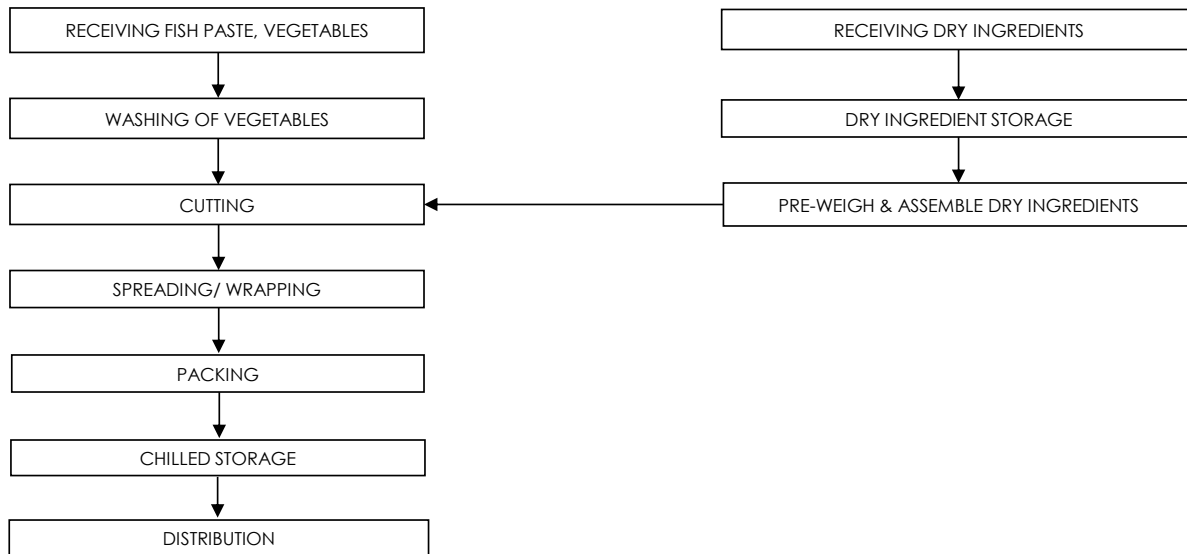 RECEIVING FISH PASTE, VEGETABLES
WASHING OF VEGETABLES
CUTTING
SPREADING/ WRAPPING
PACKING
CHILLED STORAGE
DISTRIBUTION
RECEIVING DRY INGREDIENTS
DRY INGREDIENT STORAGE
PRE-WEIGH & ASSEMBLE DRY INGREDIENTS